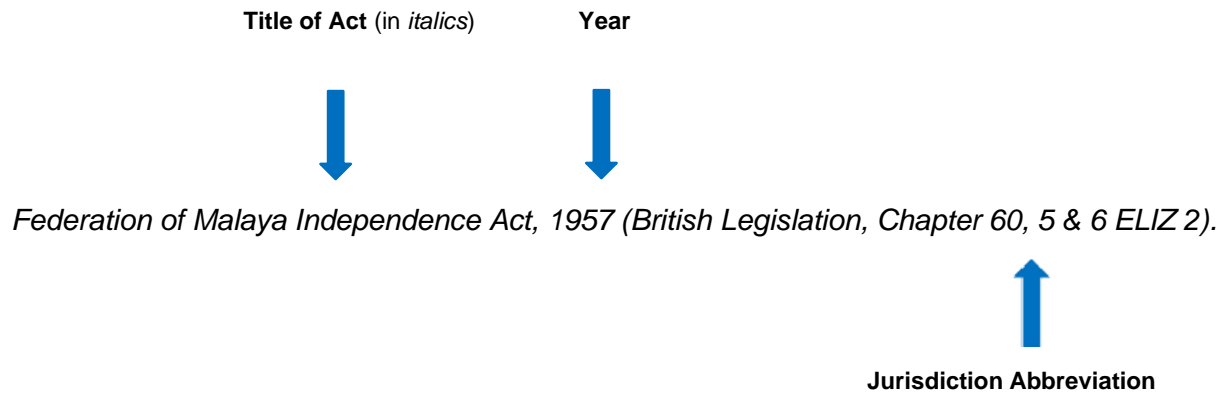 Title of Act (in italics) Year
Federation of Malaya Independence Act, 1957 (British Legislation, Chapter 60, 5 & 6 ELIZ 2).
Jurisdiction Abbreviation